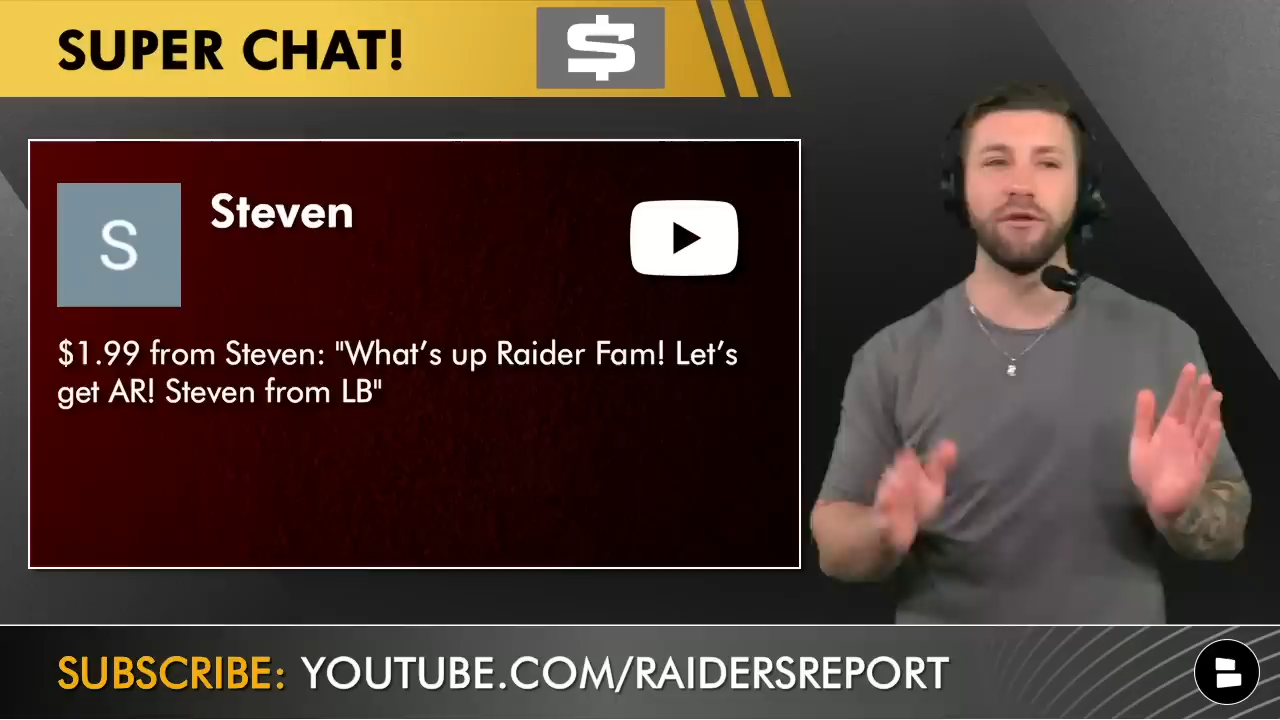 SUPER CHAT!
$
S
Steven
$1.99 from Steven: "What’s up Raider Fam! Let’s
get AR! Steven from LB"
SUBSCRIBE: YOUTUBE.COM/RAIDERSREPORT